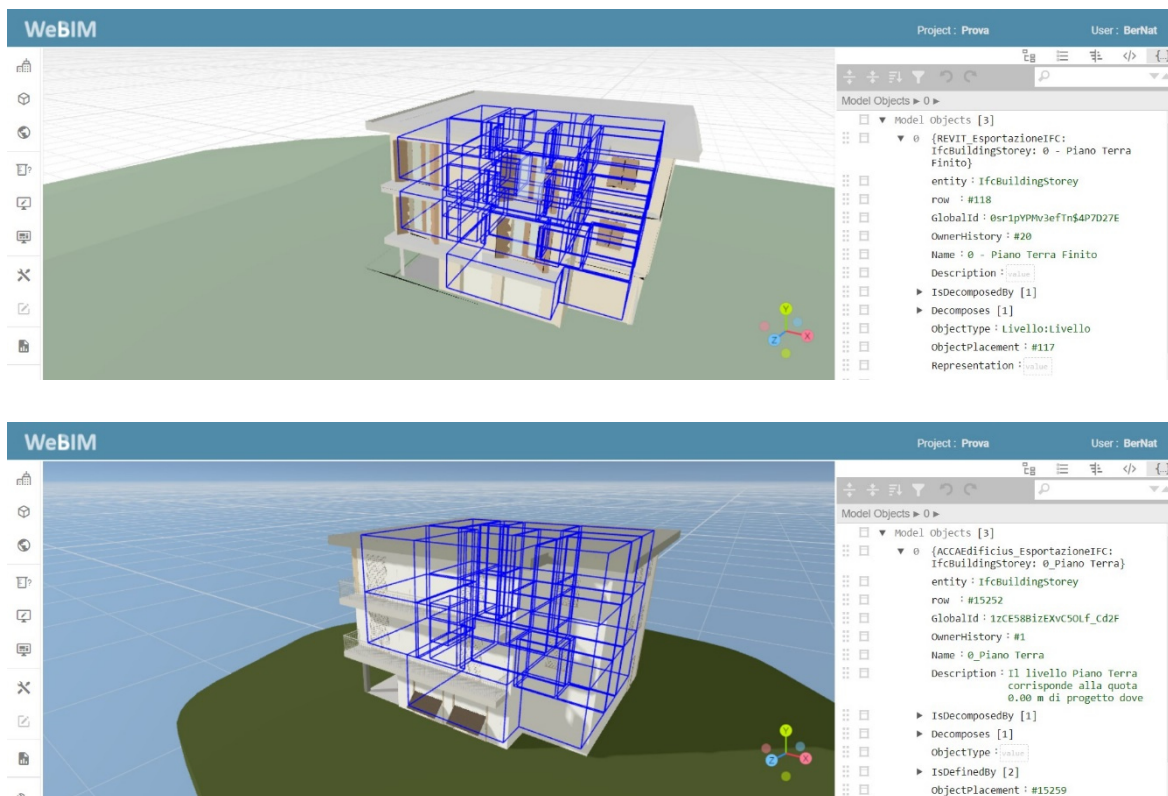 WeBIM
Project : Prova
User : BerNat
Model Objects ► 0 ►
▼ Model Objects [3]
▼ 0 {REVIT_EsportazioneIFC:
IfcBuildingStorey: 0 - Piano Terra
Finito}
entity : IfcBuildingStorey
row : #118
GlobalId : 0sr1pYPMv3efTn$4P7D27E
OwnerHistory : #20
Name : 0 - Piano Terra Finito
Description : value
► IsDecomposedBy [1]
► Decomposes [1]
ObjectType : Livello:Livello
ObjectPlacement : #117
Representation : value
Y
Z
X
WeBIM
Project : Prova
User : BerNat
Model Objects ► 0 ►
▼ Model Objects [3]
▼ 0 {ACCAEdificius_EsportazioneIFC:
IfcBuildingStorey: 0_Piano Terra}
entity : IfcBuildingStorey
row : #15252
GlobalId : 1zCE58BizEXvC5OLf_Cd2F
OwnerHistory : #1
Name : 0_Piano Terra
Description : Il livello Piano Terra
corrisponde alla quota
0.00 m di progetto dove
► IsDecomposedBy [1]
► Decomposes [1]
ObjectType : value
► IsDefinedBy [2]
ObjectPlacement : #15259
Y
Z
X